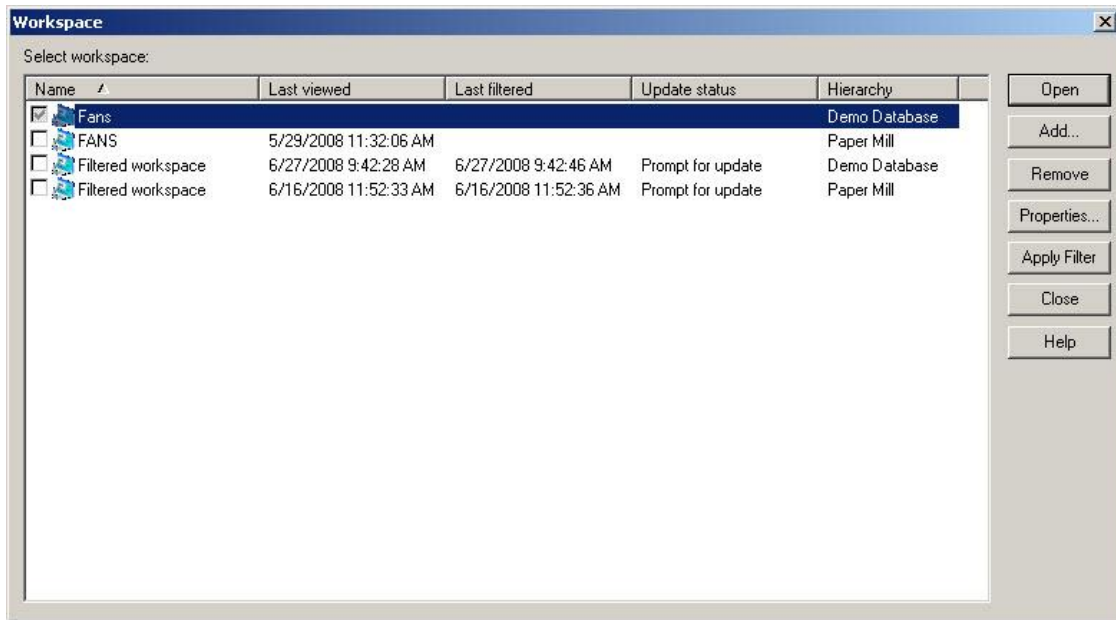 Workspace
Select workspace:
Name Last viewed Last filtered Update status Hierarchy
Fans Demo Database
FANS 5/29/2008 11:32:06 AM Paper Mill
Filtered workspace 6/27/2008 9:42:28 AM 6/27/2008 9:42:46 AM Prompt for update Demo Database
Filtered workspace 6/16/2008 11:52:33 AM 6/16/2008 11:52:36 AM Prompt for update Paper Mill
Open
Add...
Remove
Properties...
Apply Filter
Close
Help